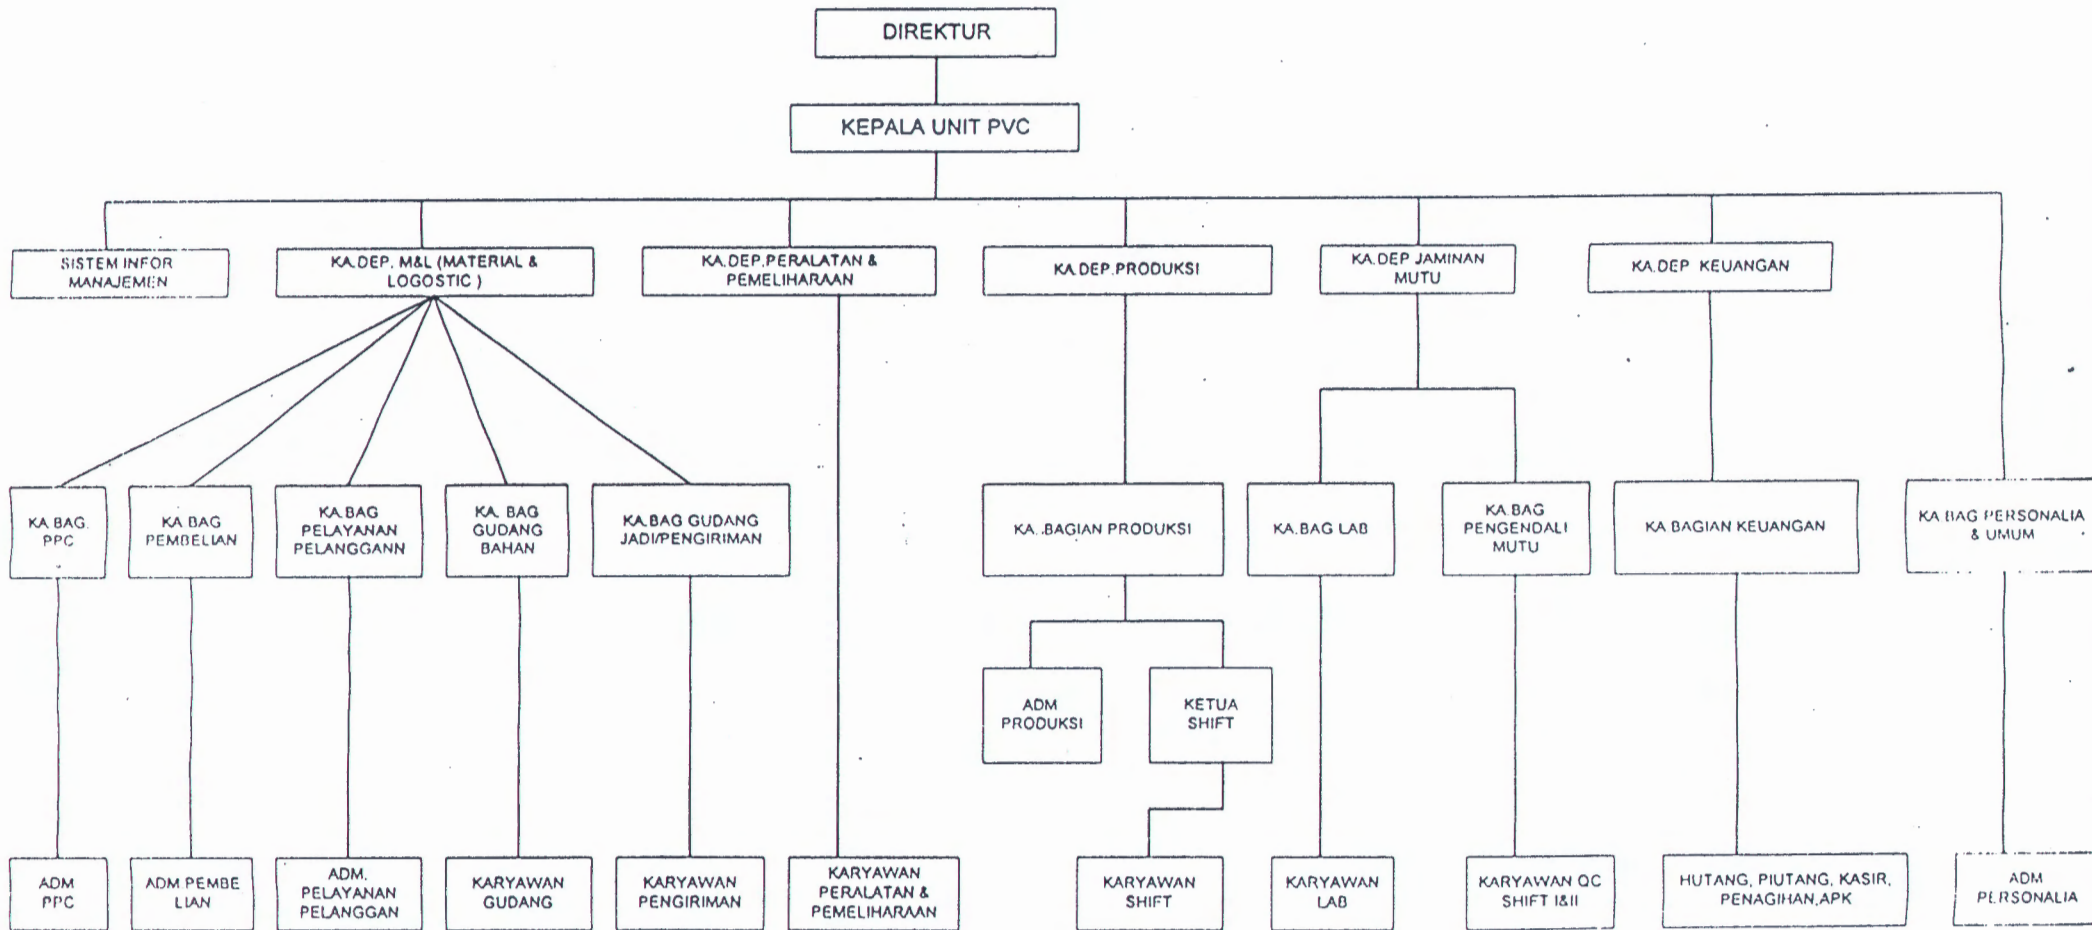 DIREKTUR
KEPALA UNIT PVC
SISTEM INFOR
MANAJEMEN
KA.DEP. M&L (MATERIAL &
LOGOSTIC )
KA.DEP.PERALATAN &
PEMELIHARAAN
KA.DEP.PRODUKSI
KA.DEP JAMINAN
MUTU
KA.DEP KEUANGAN
KA.BAG.
PPC
KA BAG
PEMBELIAN
KA.BAG
PELAYANAN
PELANGGANN
KA. BAG
GUDANG
BAHAN
KA.BAG GUDANG
JADI/PENGIRIMAN
KA..BAGIAN PRODUKSI
KA.BAG LAB
KA.BAG
PENGENDALI
MUTU
KA BAGIAN KEUANGAN
KA BAG PERSONALIA
& UMUM
ADM
PRODUKSI
KETUA
SHIFT
ADM
PPC
ADM PEMBE
LIAN
ADM.
PELAYANAN
PELANGGAN
KARYAWAN
GUDANG
KARYAWAN
PENGIRIMAN
KARYAWAN
PERALATAN &
PEMELIHARAAN
KARYAWAN
SHIFT
KARYAWAN
LAB
KARYAWAN QC
SHIFT I&II
HUTANG, PIUTANG, KASIR,
PENAGIHAN,APK
ADM
PERSONALIA